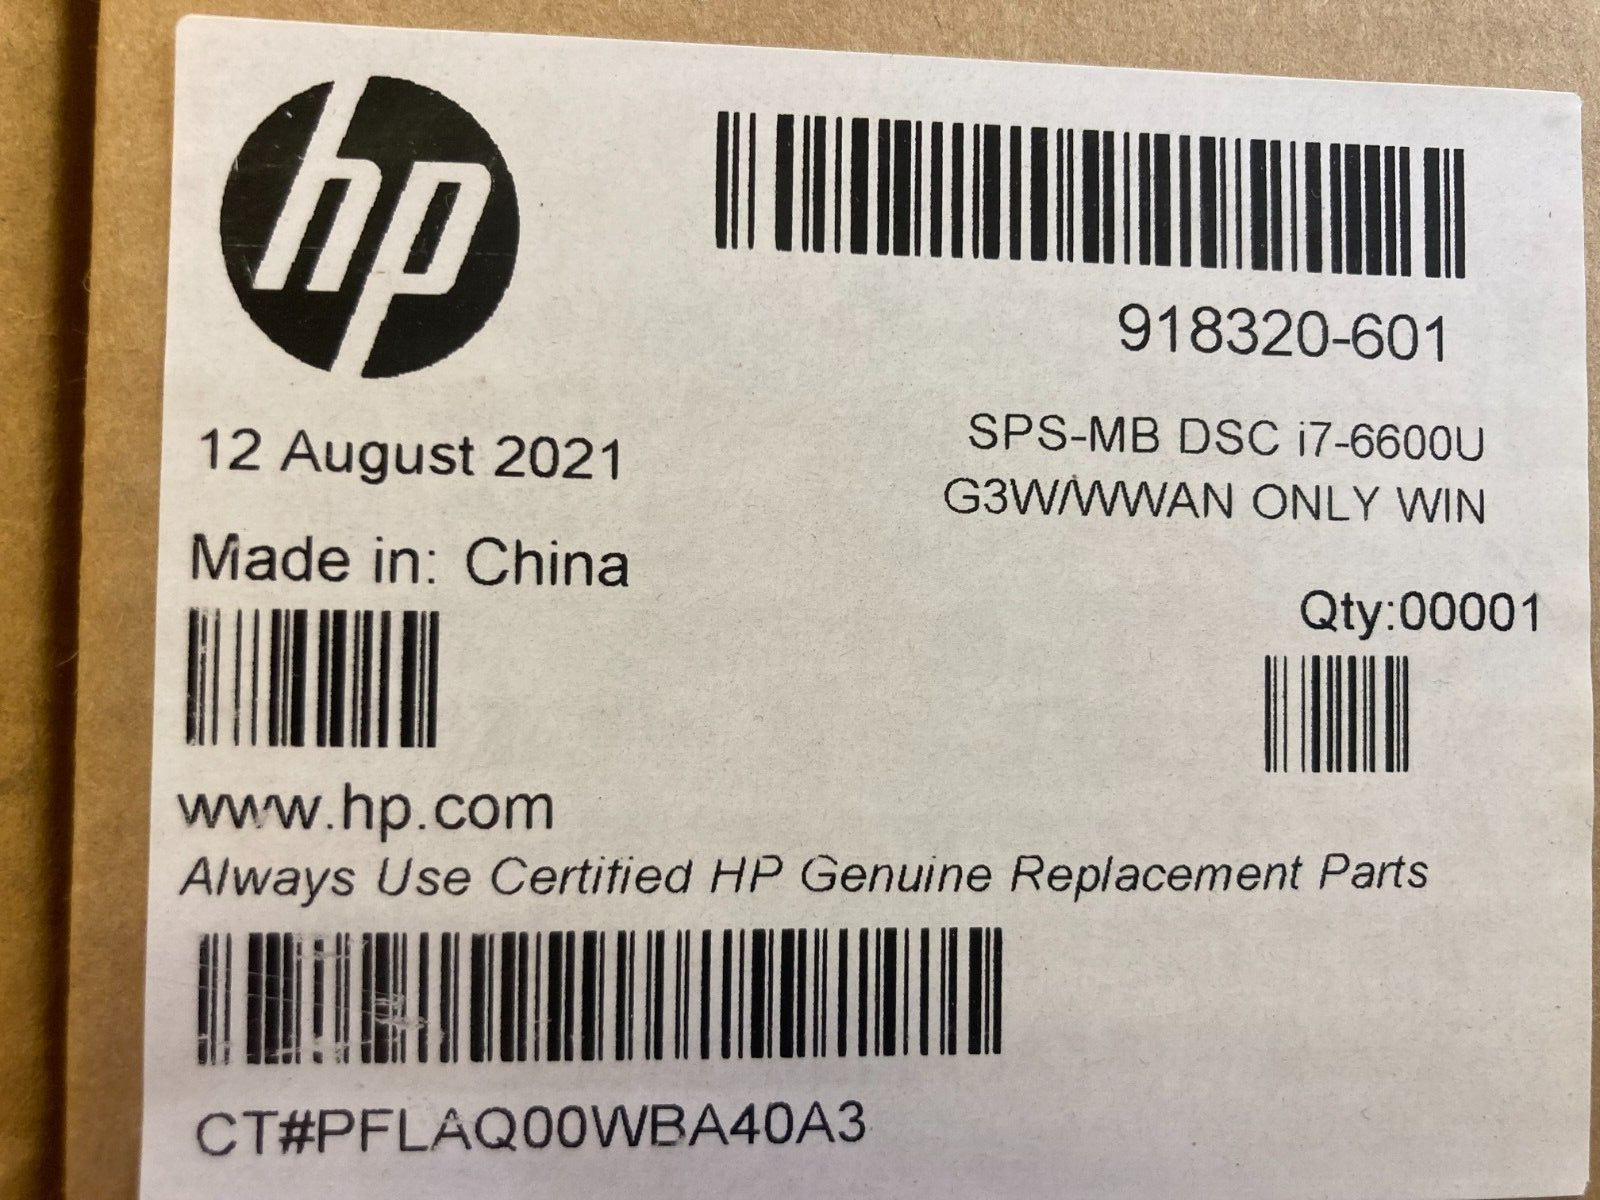 hp
918320-601
12 August 2021
SPS-MB DSC i7-6600U
G3W/WWAN ONLY WIN
Made in: China
Qty:00001
www.hp.com
Always Use Certified HP Genuine Replacement Parts
CT#PFLAQ00WBA40A3